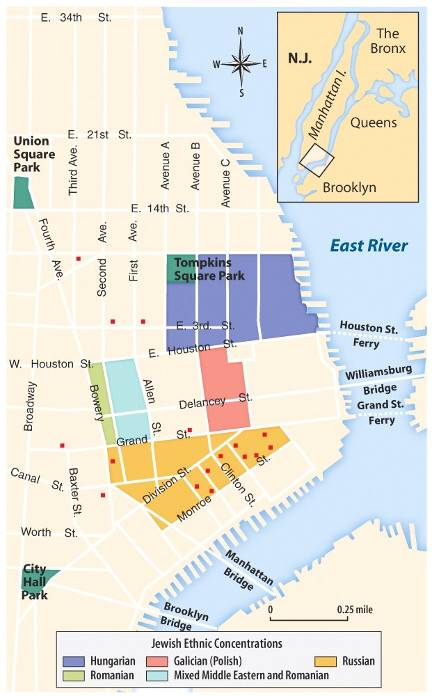 E. 34th St.
N
W
E
S
N.J.
The
Bronx
Manhattan I.
Queens
Brooklyn
E. 21st St.
Union
Square
Park
Third Ave.
Avenue A
Avenue B
Avenue C
E. 14th St.
Fourth
Ave.
Second Ave.
First Ave.
East River
Tompkins
Square Park
E. 3rd. St.
E. Houston St.
Houston St.
Ferry
W. Houston St.
Williamsburg
Bridge
Grand St.
Ferry
Broadway
Bowery
Allen St.
Delancey St.
Grand St.
Canal St.
Baxter St.
Division St.
Clinton St.
Monroe St.
Worth St.
City
Hall
Park
Manhattan
Bridge
Brooklyn
Bridge
0 0.25 mile
Jewish Ethnic Concentrations
Hungarian Galician (Polish) Russian
Romanian Mixed Middle Eastern and Romanian